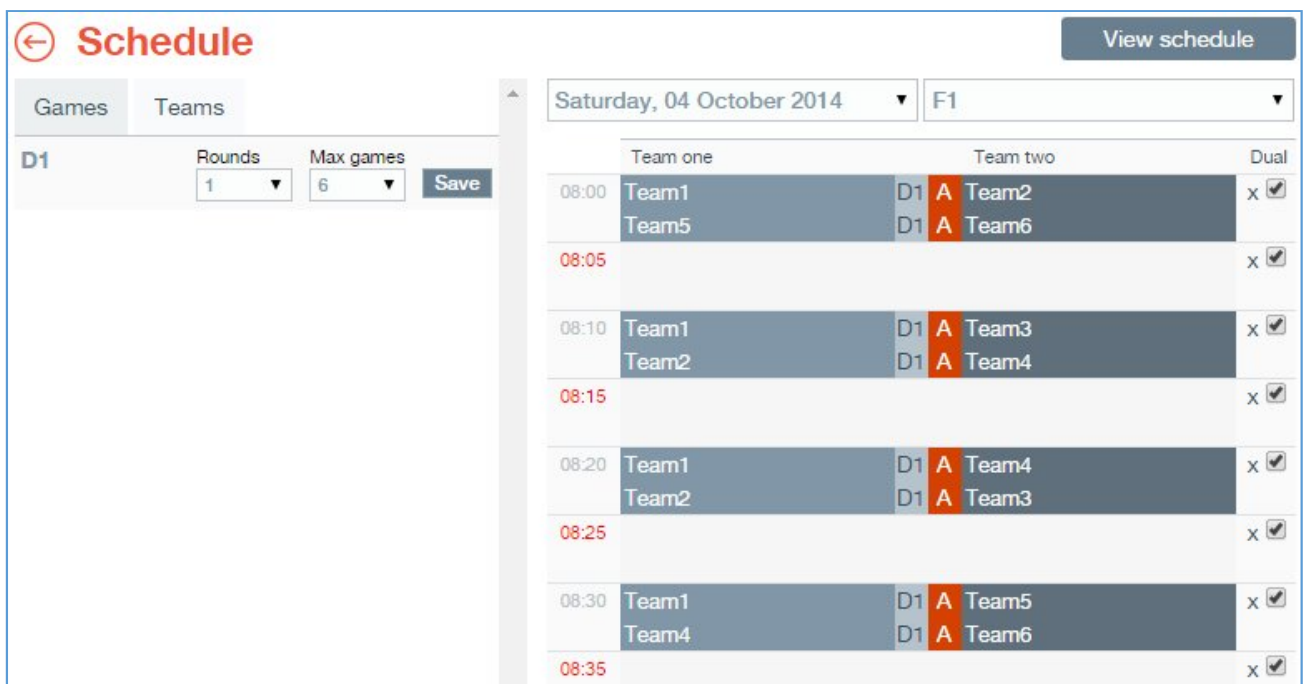 Schedule
View schedule
Games Teams
D1 Rounds Max games
1 6 Save
Saturday, 04 October 2014 F1
Team one Team two Dual
08:00 Team1 D1 A Team2 x
Team5 D1 A Team6
08:05 x
08:10 Team1 D1 A Team3 x
Team2 D1 A Team4
08:15 x
08:20 Team1 D1 A Team4 x
Team2 D1 A Team3
08:25 x
08:30 Team1 D1 A Team5 x
Team4 D1 A Team6
08:35 x